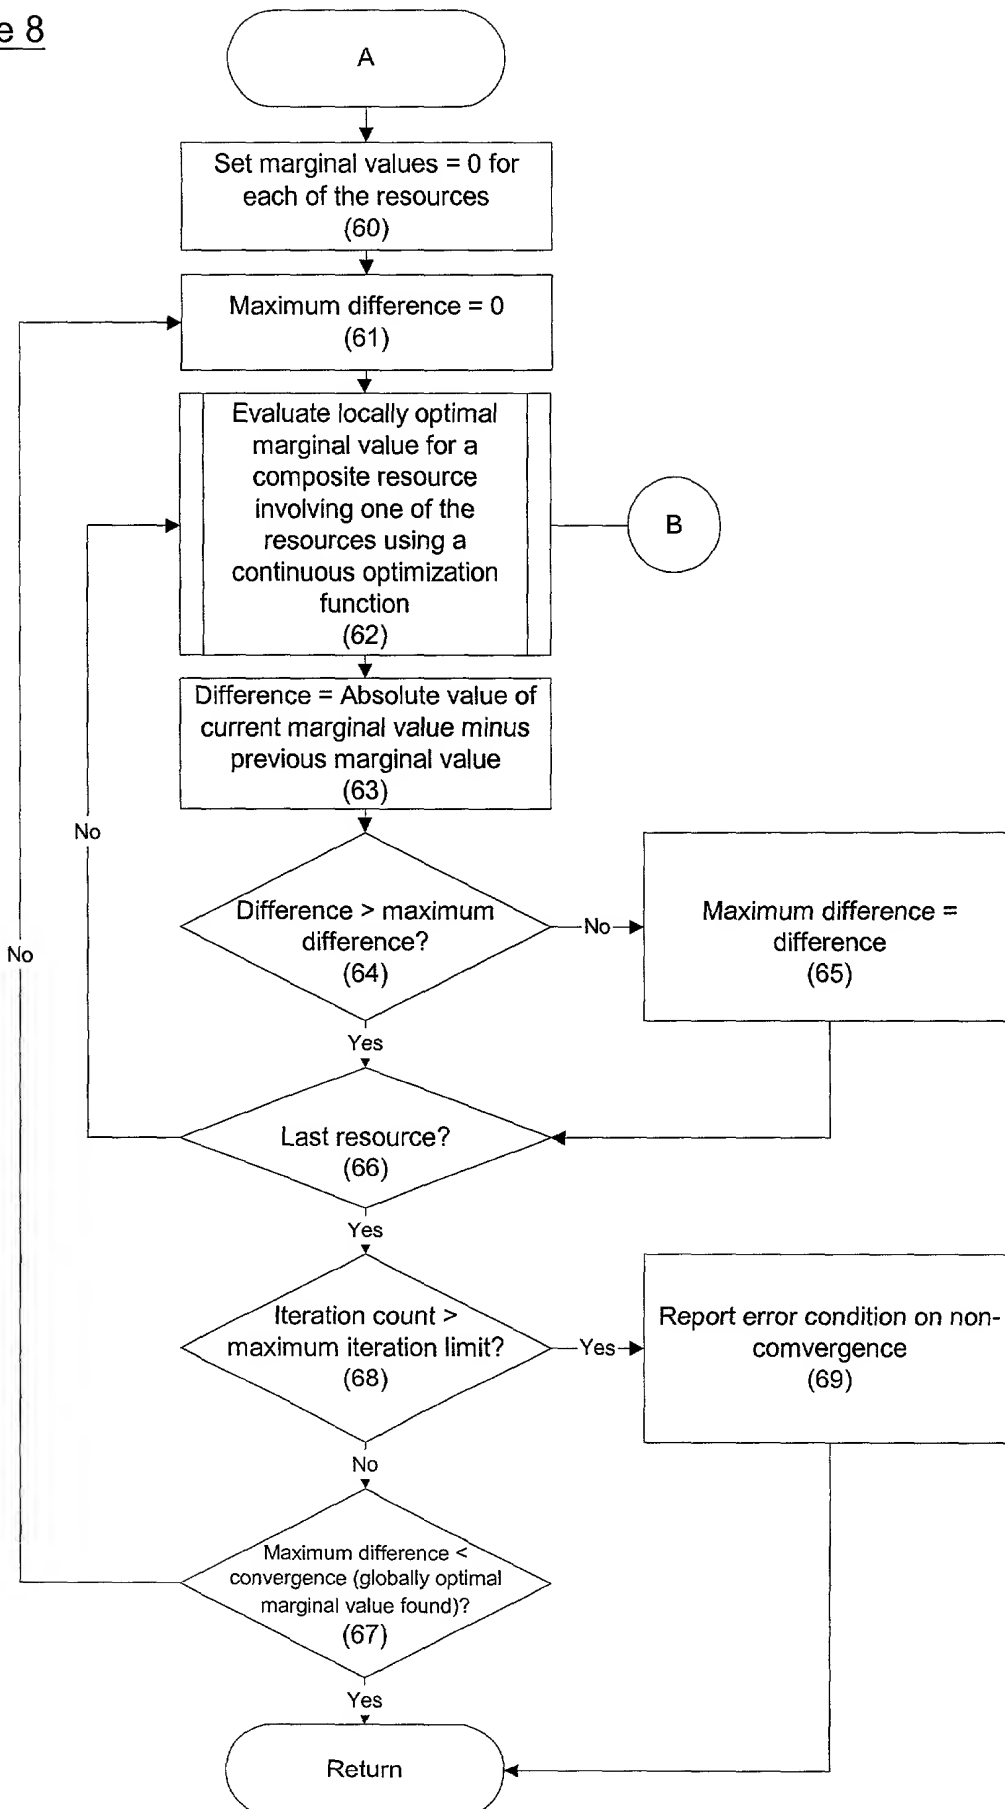 e 8
A
Set marginal values = 0 for
each of the resources
(60)
Maximum difference = 0
(61)
Evaluate locally optimal
marginal value for a
composite resource
involving one of the
resources using a
continuous optimization
function
(62)
B
Difference = Absolute value of
current marginal value minus
previous marginal value
(63)
No
Difference > maximum
difference?
(64)
No
Maximum difference =
difference
(65)
No
Yes
Last resource?
(66)
Yes
Iteration count >
maximum iteration limit?
(68)
Yes
Report error condition on non-
comvergence
(69)
No
Maximum difference <
convergence (globally optimal
marginal value found)?
(67)
Yes
Return